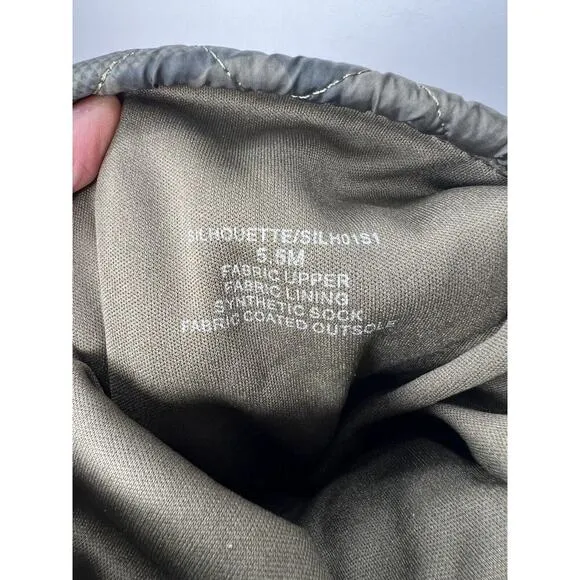 SILHOUETTE/SILH01S1
5.5M
FABRIC UPPER
FABRIC LINING
SYNTHETIC SOCK
FABRIC COATED OUTSOLE